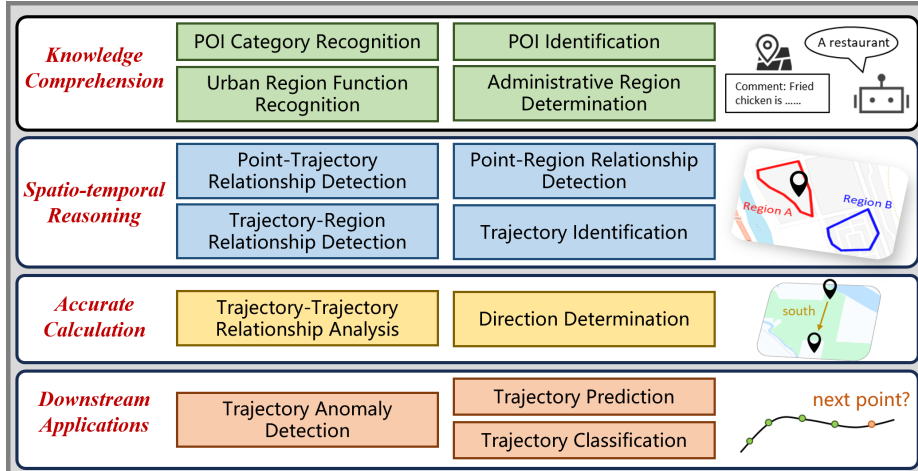 Knowledge
Comprehension
POI Category Recognition
POI Identification
Urban Region Function
Recognition
Administrative Region
Determination
A restaurant
Comment: Fried
chicken is ......
Spatio-temporal
Reasoning
Point-Trajectory
Relationship Detection
Point-Region Relationship
Detection
Trajectory-Region
Relationship Detection
Trajectory Identification
Region A
Region B
Accurate
Calculation
Trajectory-Trajectory
Relationship Analysis
Direction Determination
south
Downstream
Applications
Trajectory Anomaly
Detection
Trajectory Prediction
Trajectory Classification
next point?